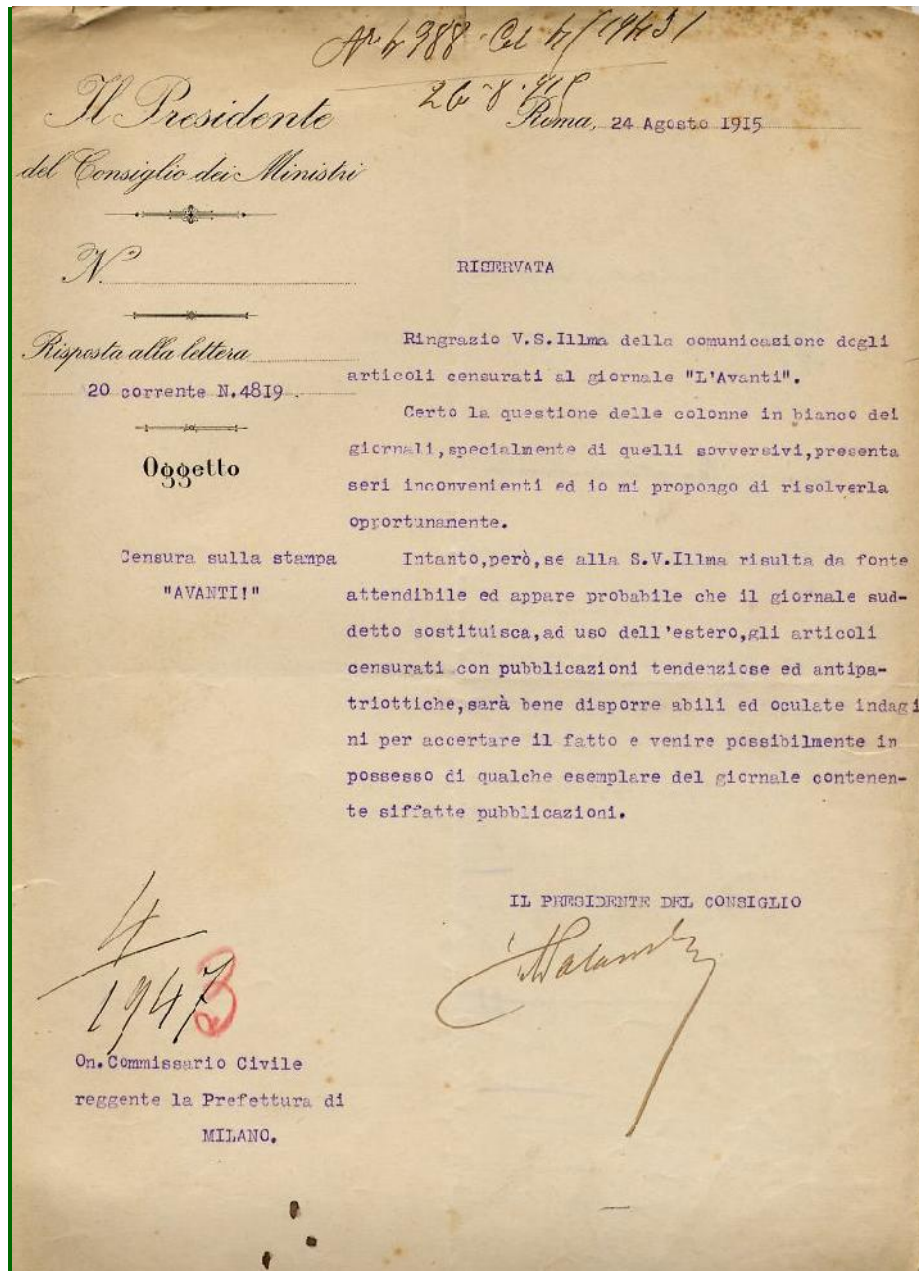 26-8-915
Il Presidente
del Consiglio dei Ministri
Roma, 24 Agosto 1915
N.
Risposta alla lettera
20 corrente N.4819.
Oggetto
Censura sulla stampa
"AVANTI!"
RISERVATA
Ringrazio V.S.Illma della comunicazione degli
articoli censurati al giornale "L'Avanti".
Certo la questione delle colonne in bianco dei
giornali,specialmente di quelli sovversivi,presenta
seri inconvenienti ed io mi propongo di risolverla
opportunamente.
Intanto,però,se alla S.V.Illma risulta da fonte
attendibile ed appare probabile che il giornale sud-
detto sostituisca,ad uso dell'estero,gli articoli
censurati con pubblicazioni tendenziose ed antipa-
triottiche,sarà bene disporre abili ed oculate indagi
ni per accertare il fatto e venire possibilmente in
possesso di qualche esemplare del giornale contenen-
te siffatte pubblicazioni.
IL PRESIDENTE DEL CONSIGLIO
4
1947 3
On.Commissario Civile
reggente la Prefettura di
MILANO.